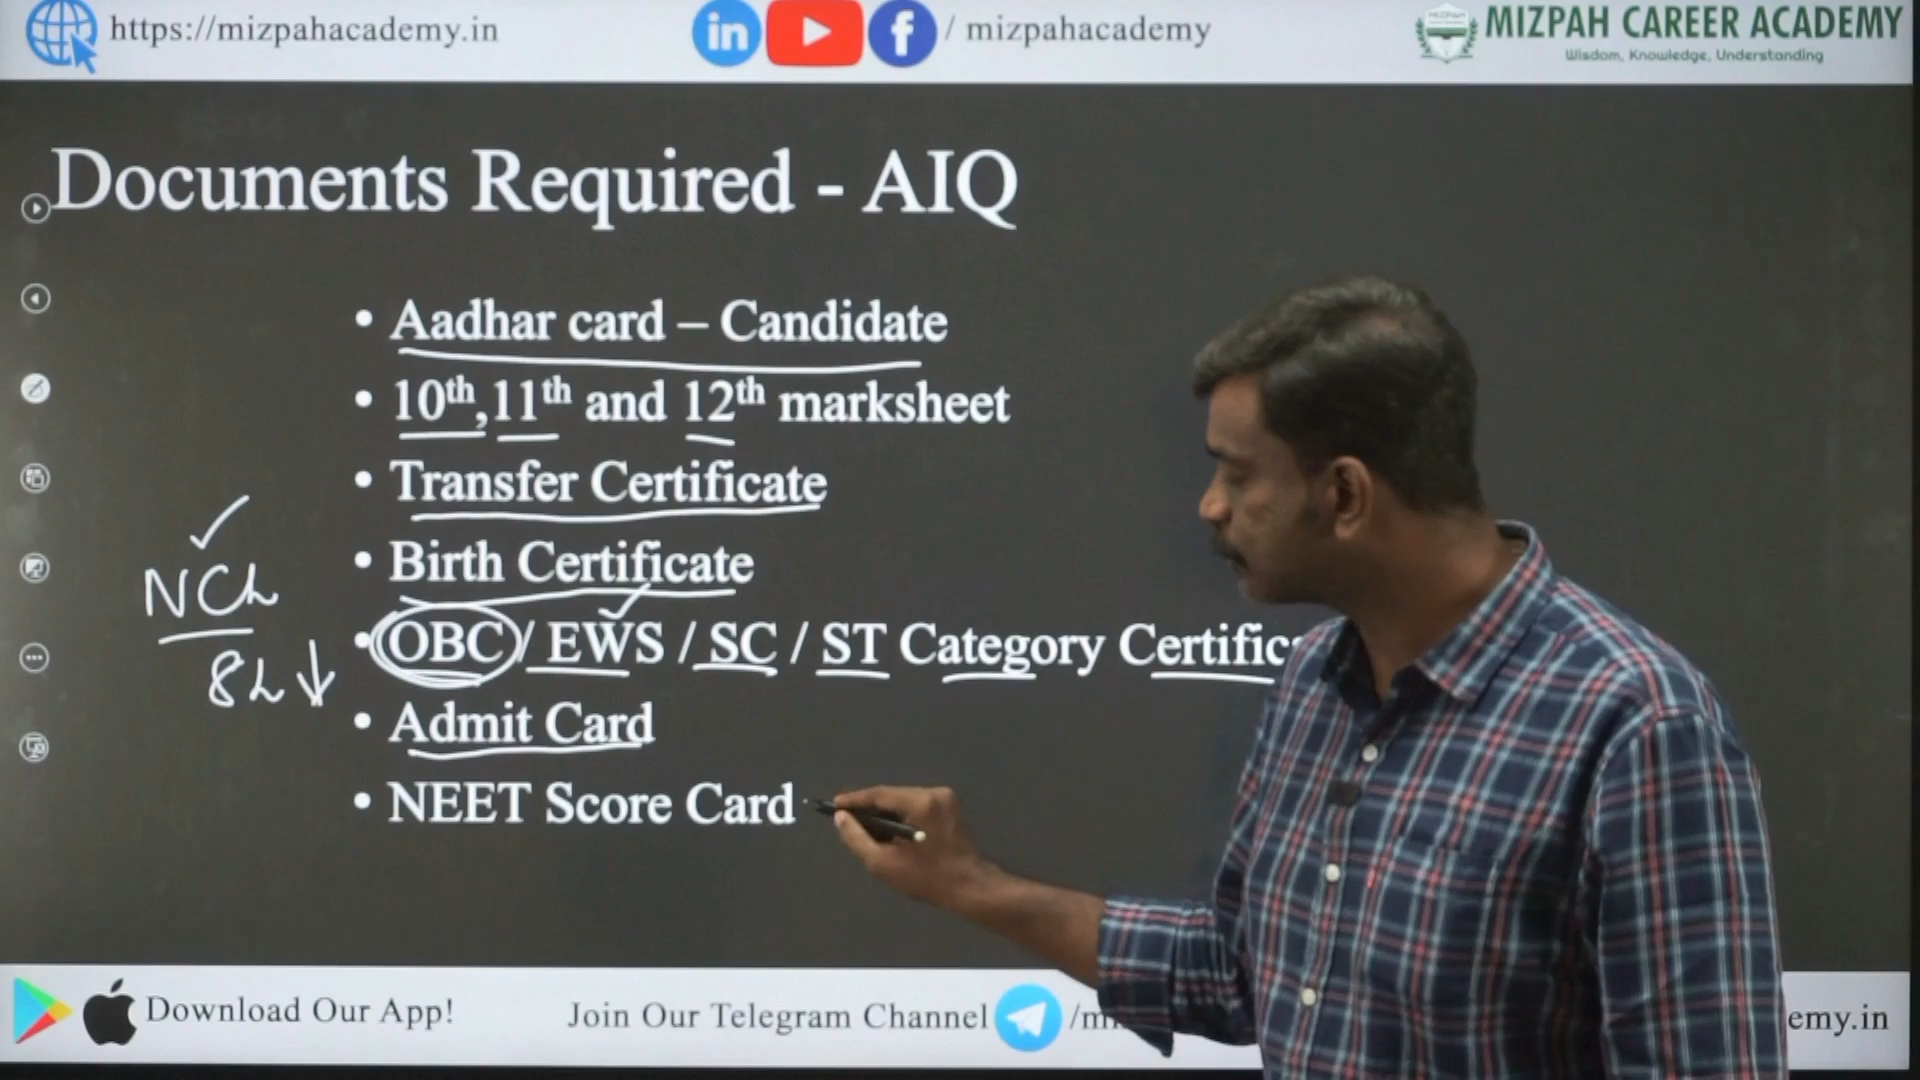 https://mizpahacademy.in
in f / mizpahacademy
MIZPAH CAREER ACADEMY
Wisdom, Knowledge, Understanding
Documents Required - AIQ
• Aadhar card – Candidate
• 10th,11th and 12th marksheet
• Transfer Certificate
• Birth Certificate
NCL
8L
• OBC / EWS / SC / ST Category Certific
• Admit Card
• NEET Score Card
Download Our App!
Join Our Telegram Channel /m
emy.in